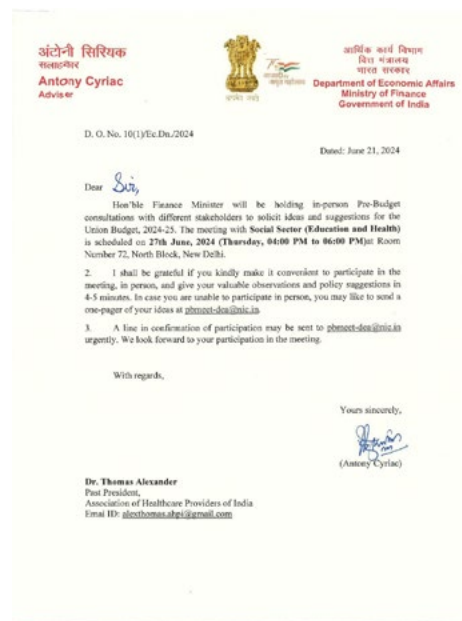 अंटोनी सिरियक
सलाहकार
Antony Cyriac
Adviser
आर्थिक कार्य विभाग
वित्त मंत्रालय
भारत सरकार
Department of Economic Affairs
Ministry of Finance
Government of India
D. O. No. 10(1)/Ec.Dn./2024
Dated: June 21, 2024
Dear Sir,
Hon'ble Finance Minister will be holding in-person Pre-Budget
consultations with different stakeholders to solicit ideas and suggestions for the
Union Budget, 2024-25. The meeting with Social Sector (Education and Health)
is scheduled on 27th June, 2024 (Thursday, 04:00 PM to 06:00 PM)at Room
Number 72, North Block, New Delhi.
2. I shall be grateful if you kindly make it convenient to participate in the
meeting, in person, and give your valuable observations and policy suggestions in
4-5 minutes. In case you are unable to participate in person, you may like to send a
one-pager of your ideas at pbmeet-dea@nic.in.
3. A line in confirmation of participation may be sent to pbmeet-dea@nic.in
urgently. We look forward to your participation in the meeting.
With regards,
Yours sincerely,
(Antony Cyriac)
Dr. Thomas Alexander
Past President,
Association of Healthcare Providers of India
Emai ID: alexthomas.ahpi@gmail.com